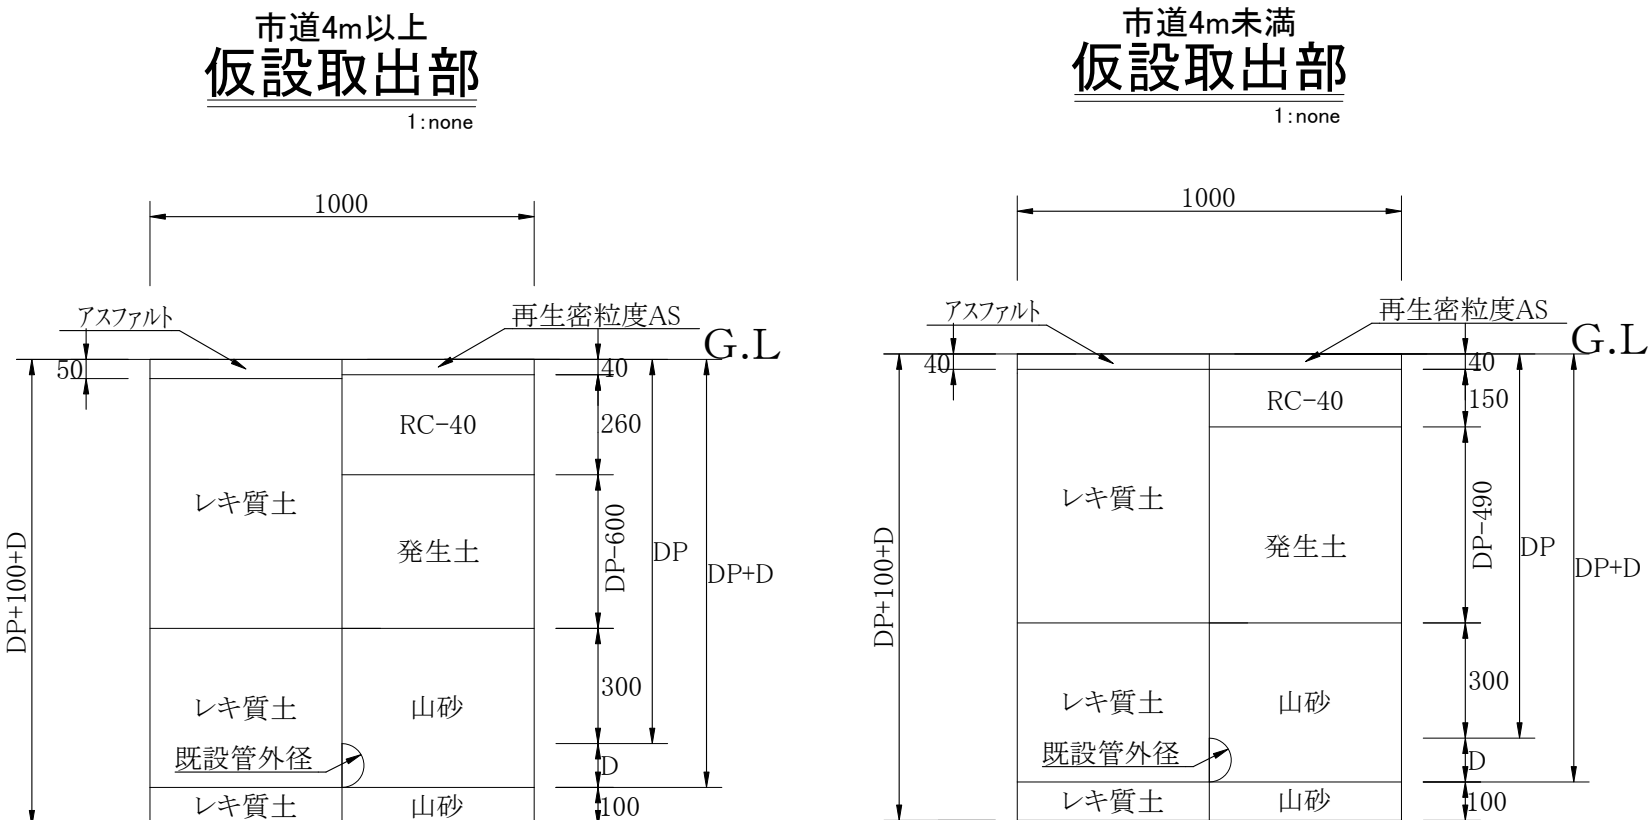 市道4m以上
仮設取出部
1:none
1000
アスファルト
再生密粒度AS
G.L
50
40
RC-40
260
レキ質土
発生土
DP-600
DP
DP+D
DP+100+D
300
レキ質土
山砂
既設管外径
D
レキ質土
山砂
100
市道4m未満
仮設取出部
1:none
1000
アスファルト
再生密粒度AS
G.L
40
40
RC-40
150
レキ質土
発生土
DP-490
DP
DP+D
DP+100+D
300
レキ質土
山砂
既設管外径
D
レキ質土
山砂
100